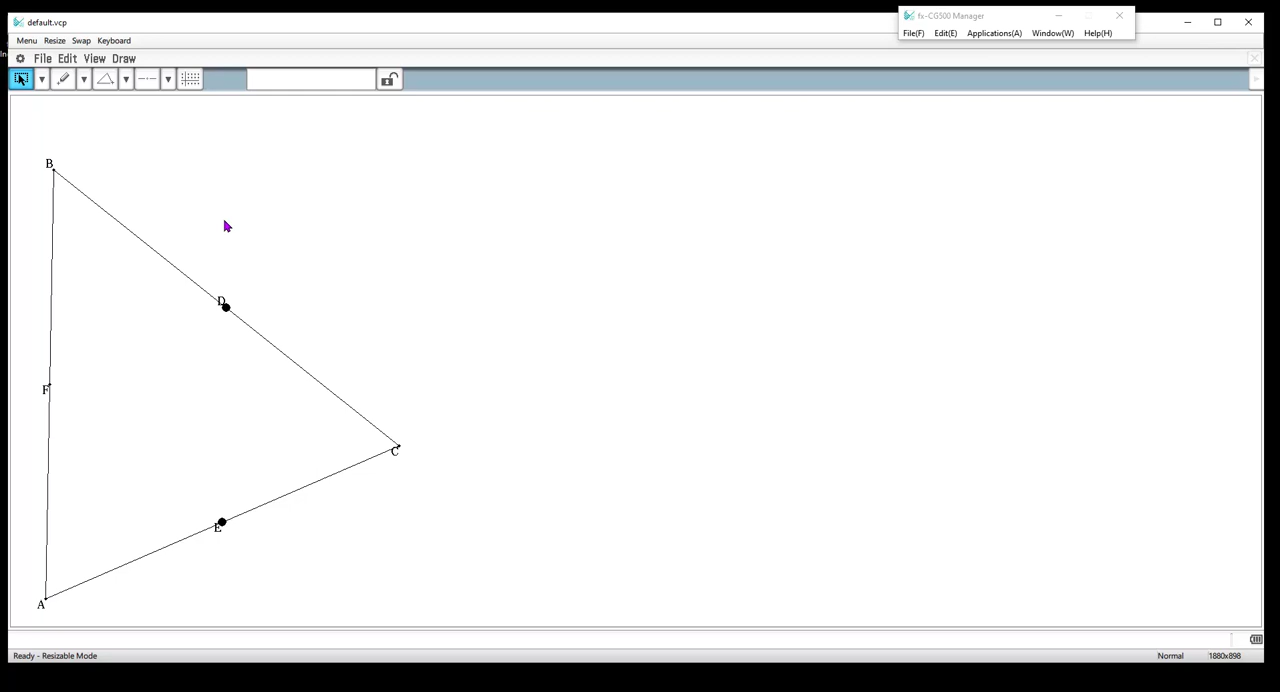 default.vcp
fx-CG500 Manager
File(F) Edit(E) Applications(A) Window(W) Help(H)
Menu Resize Swap Keyboard
File Edit View Draw
B
D
F
C
E
A
Ready - Resizable Mode
Normal 1880x898